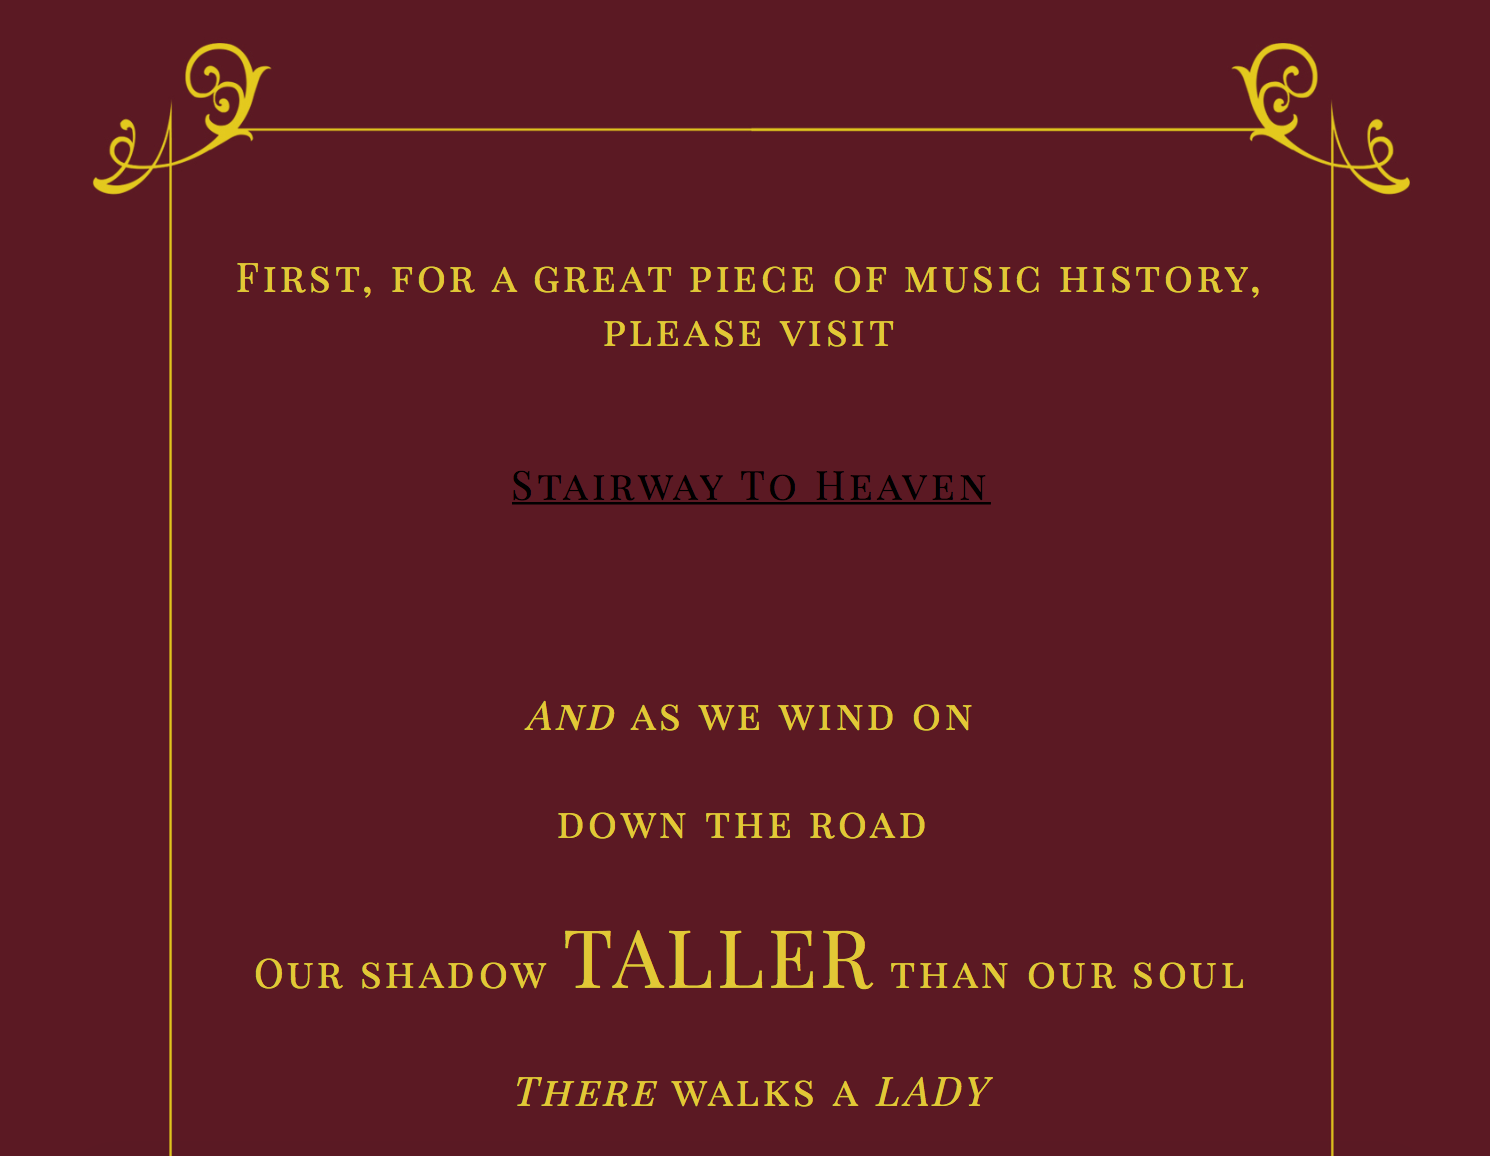 First, for a great piece of music history,
please visit
Stairway To Heaven
And as we wind on
down the road
Our shadow TALLER than our soul
There walks a LADY